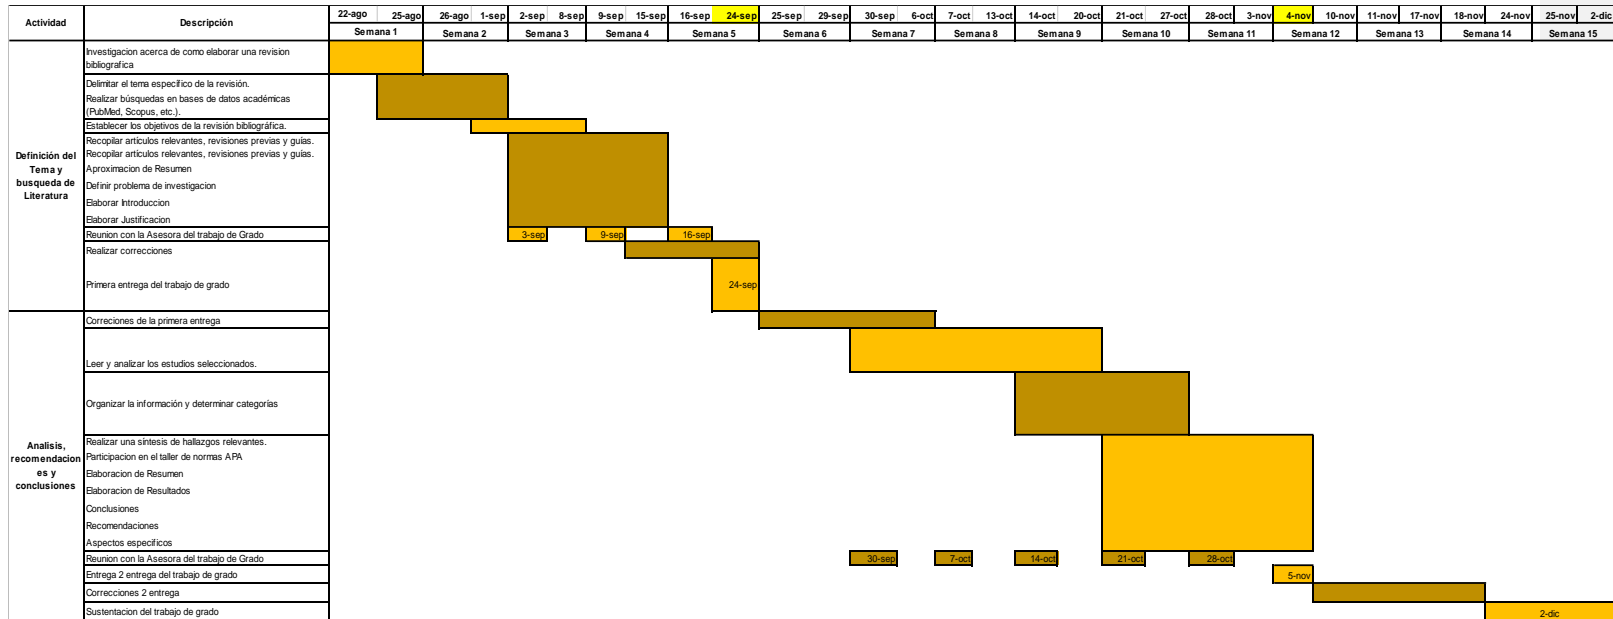 Actividad
Descripción
22-ago 25-ago 26-ago 1-sep 2-sep 8-sep 9-sep 15-sep 16-sep 24-sep 25-sep 29-sep 30-sep 6-oct 7-oct 13-oct 14-oct 20-oct 21-oct 27-oct 28-oct 3-nov 4-nov 10-nov 11-nov 17-nov 18-nov 24-nov 25-nov 2-dic
Semana 1 Semana 2 Semana 3 Semana 4 Semana 5 Semana 6 Semana 7 Semana 8 Semana 9 Semana 10 Semana 11 Semana 12 Semana 13 Semana 14 Semana 15
Definición del
Tema y
busqueda de
Literatura
Investigacion acerca de como elaborar una revision
bibliografica
Delimitar el tema específico de la revisión.
Realizar búsquedas en bases de datos académicas
(PubMed, Scopus, etc.).
Establecer los objetivos de la revisión bibliográfica.
Recopilar artículos relevantes, revisiones previas y guías.
Recopilar artículos relevantes, revisiones previas y guías.
Aproximacion de Resumen
Definir problema de investigacion
Elaborar Introduccion
Elaborar Justificacion
Reunion con la Asesora del trabajo de Grado
3-sep 9-sep 16-sep
Realizar correcciones
Primera entrega del trabajo de grado
24-sep
Analisis,
recomendacion
es y
conclusiones
Correciones de la primera entrega
Leer y analizar los estudios seleccionados.
Organizar la información y determinar categorías
Realizar una síntesis de hallazgos relevantes.
Participacion en el taller de normas APA
Elaboracion de Resumen
Elaboracion de Resultados
Conclusiones
Recomendaciones
Aspectos especificos
Reunion con la Asesora del trabajo de Grado
30-sep 7-oct 14-oct 21-oct 28-oct
Entrega 2 entrega del trabajo de grado
5-nov
Correcciones 2 entrega
Sustentacion del trabajo de grado
2-dic